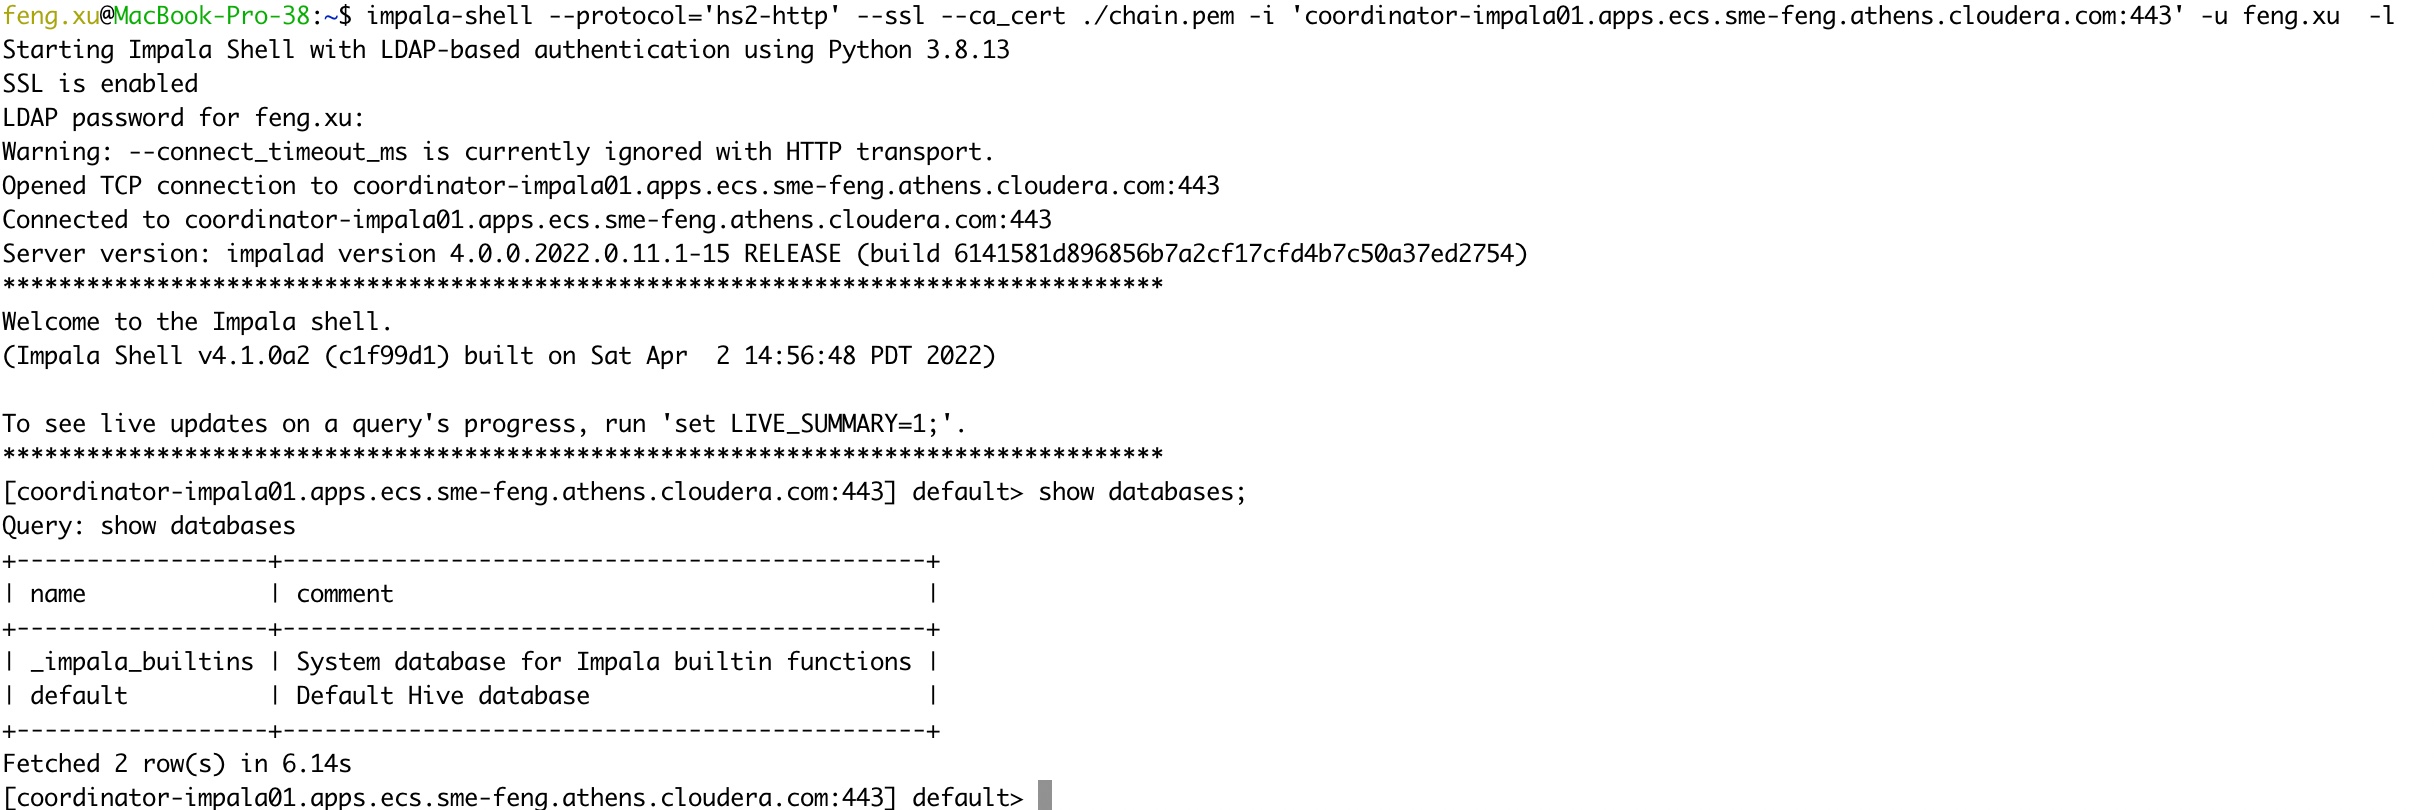 feng.xu@MacBook-Pro-38:~$ impala-shell --protocol='hs2-http' --ssl --ca_cert ./chain.pem -i 'coordinator-impala01.apps.ecs.sme-feng.athens.cloudera.com:443' -u feng.xu  -l
Starting Impala Shell with LDAP-based authentication using Python 3.8.13
SSL is enabled
LDAP password for feng.xu:
Warning: --connect_timeout_ms is currently ignored with HTTP transport.
Opened TCP connection to coordinator-impala01.apps.ecs.sme-feng.athens.cloudera.com:443
Connected to coordinator-impala01.apps.ecs.sme-feng.athens.cloudera.com:443
Server version: impalad version 4.0.0.2022.0.11.1-15 RELEASE (build 6141581d896856b7a2cf17cfd4b7c50a37ed2754)
***********************************************************************************
Welcome to the Impala shell.
(Impala Shell v4.1.0a2 (c1f99d1) built on Sat Apr  2 14:56:48 PDT 2022)

To see live updates on a query's progress, run 'set LIVE_SUMMARY=1;'.
***********************************************************************************
[coordinator-impala01.apps.ecs.sme-feng.athens.cloudera.com:443] default> show databases;
Query: show databases
+------------------+----------------------------------------------+
| name             | comment                                      |
+------------------+----------------------------------------------+
| _impala_builtins | System database for Impala builtin functions |
| default          | Default Hive database                        |
+------------------+----------------------------------------------+
Fetched 2 row(s) in 6.14s
[coordinator-impala01.apps.ecs.sme-feng.athens.cloudera.com:443] default>